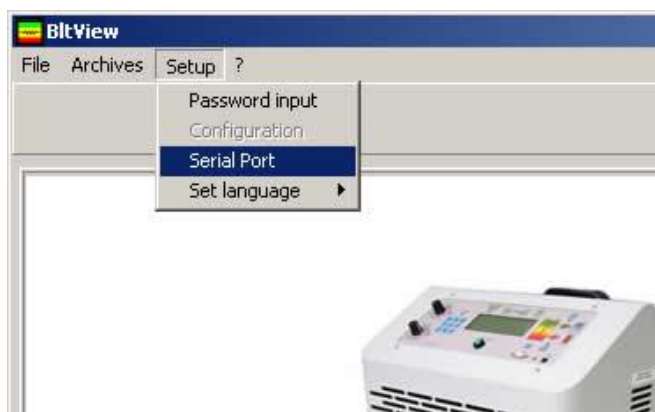 BltView
File Archives Setup ?
Password input
Configuration
Serial Port
Set language